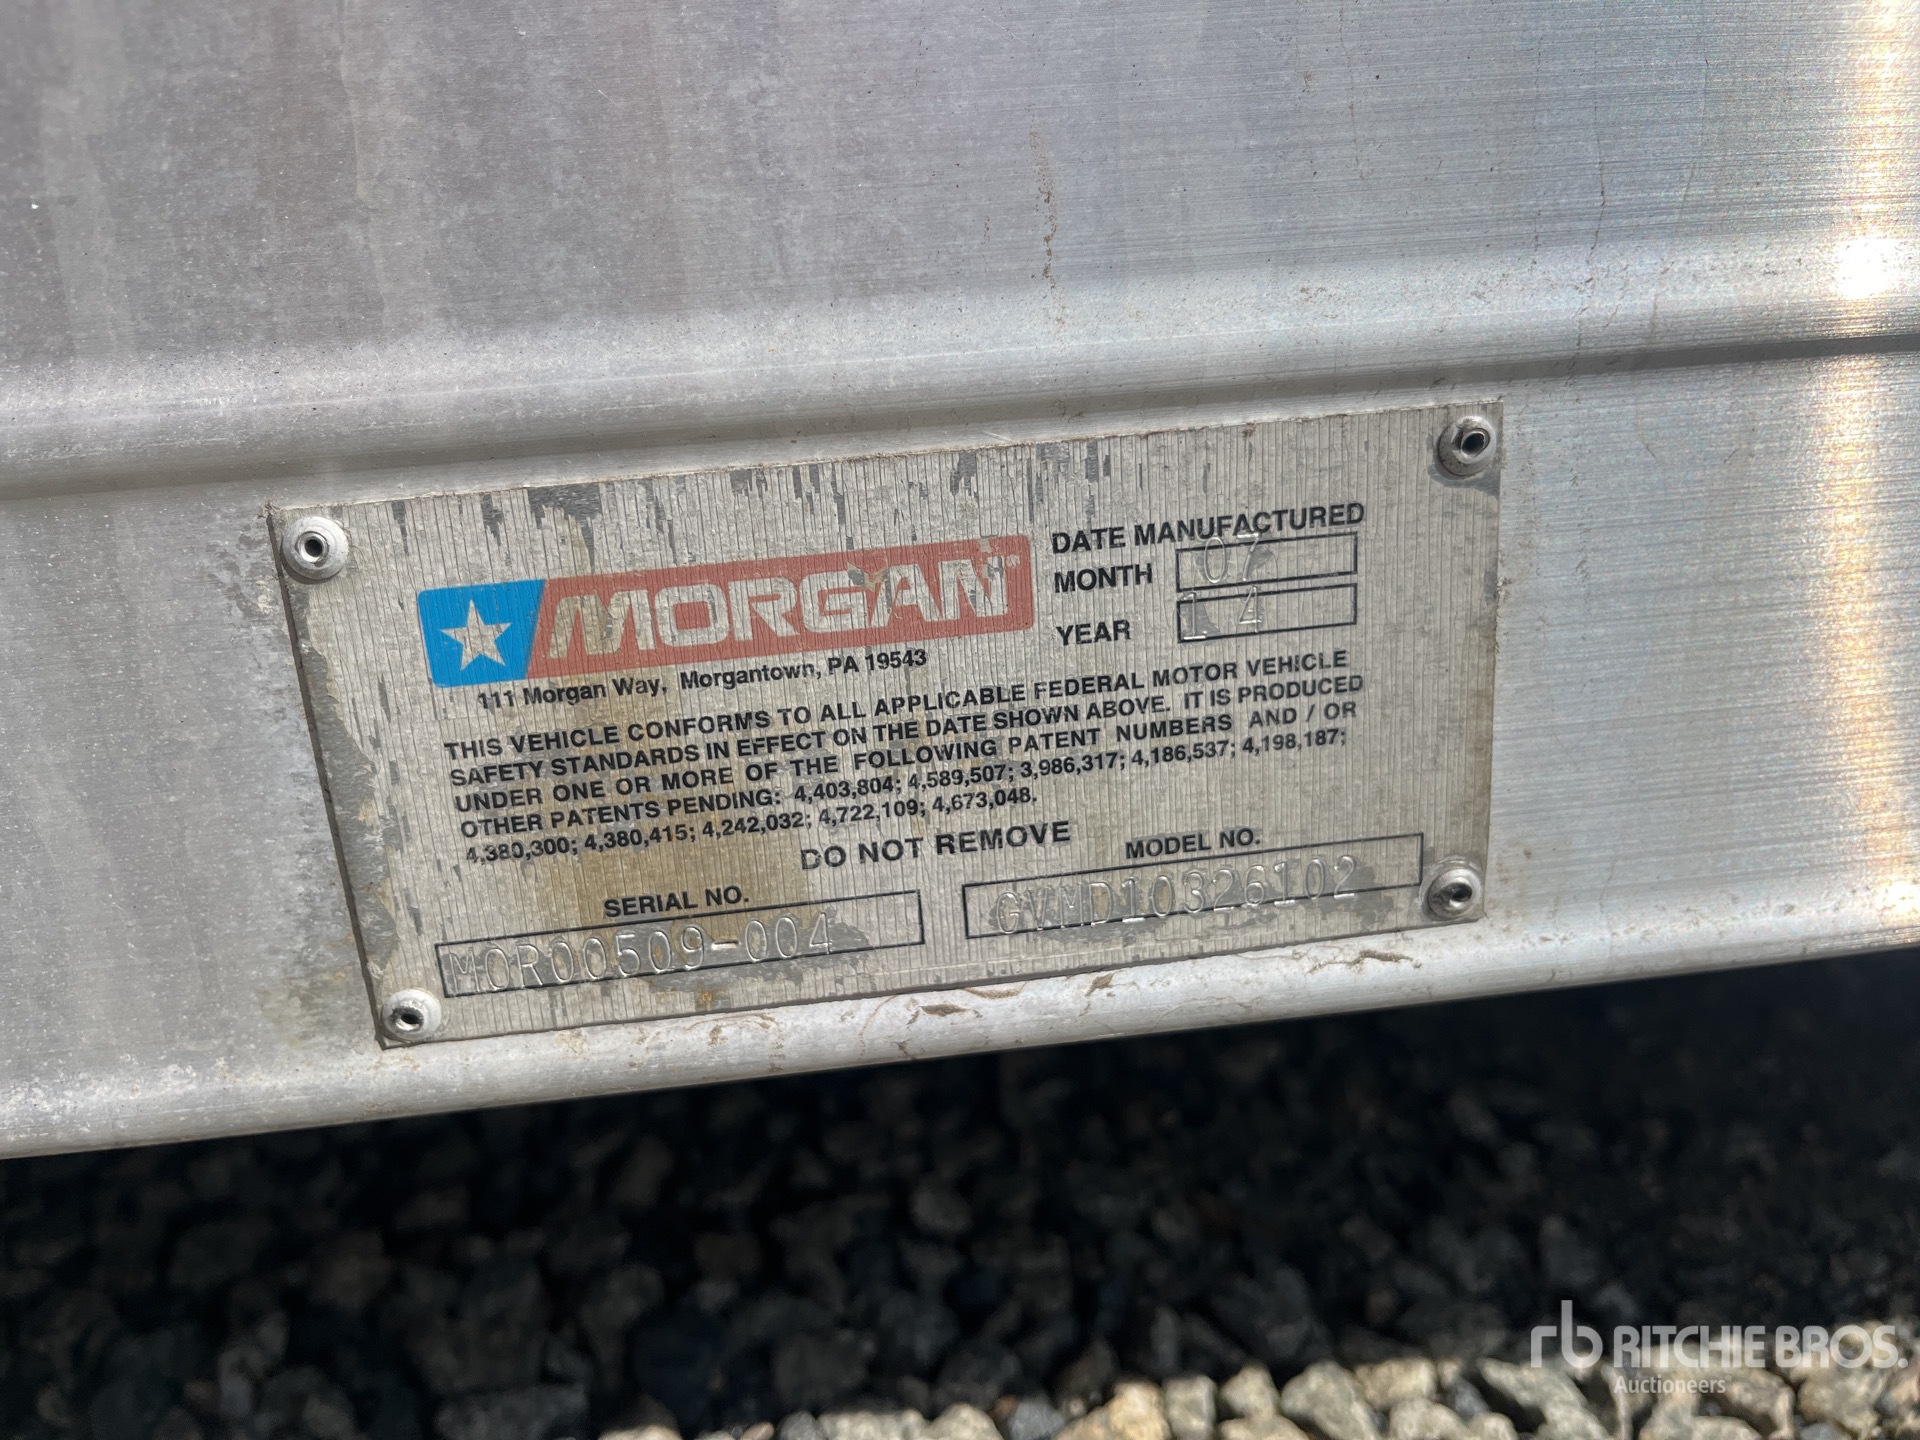 MORGAN
111 Morgan Way, Morgantown, PA 19543
DATE MANUFACTURED
MONTH 07
YEAR 14
THIS VEHICLE CONFORMS TO ALL APPLICABLE FEDERAL MOTOR VEHICLE
SAFETY STANDARDS IN EFFECT ON THE DATE SHOWN ABOVE. IT IS PRODUCED
UNDER ONE OR MORE OF THE FOLLOWING PATENT NUMBERS AND / OR
OTHER PATENTS PENDING: 4,403,804; 4,589,507; 3,986,317; 4,186,537; 4,198,187;
4,380,300; 4,380,415; 4,242,032; 4,722,109; 4,673,048.
DO NOT REMOVE
SERIAL NO.
MOR00509-004
MODEL NO.
GVMD10326102
rb RITCHIE BROS.
Auctioneers